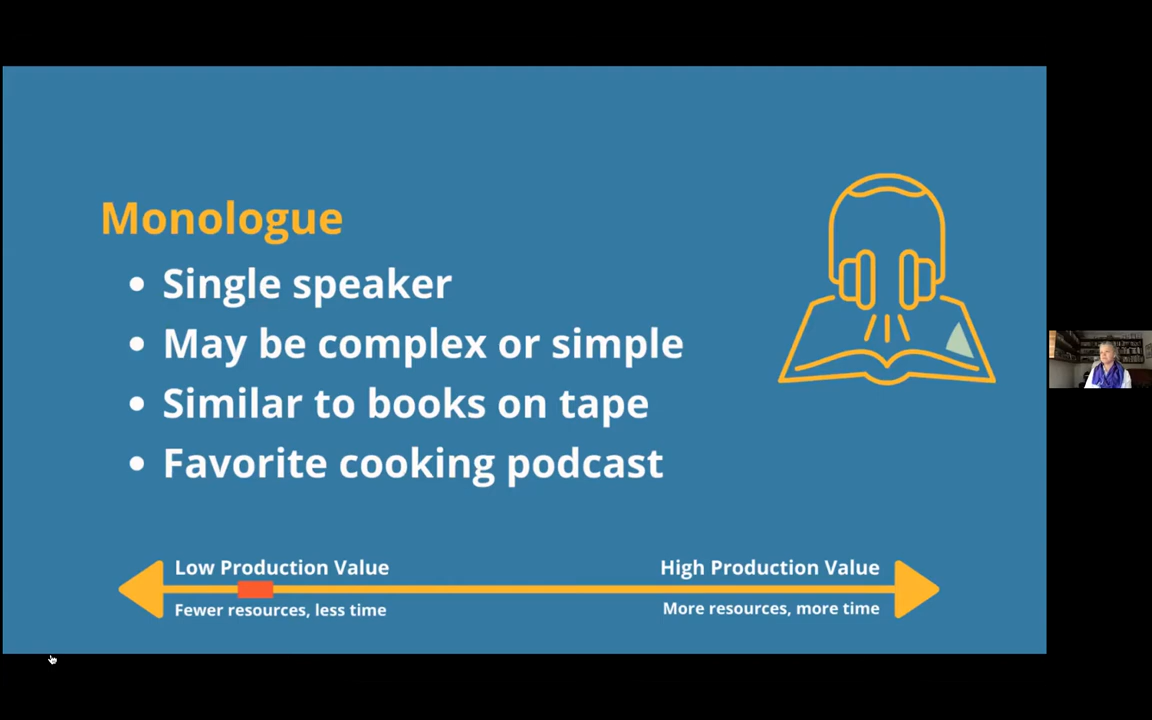 Monologue
• Single speaker
• May be complex or simple
• Similar to books on tape
• Favorite cooking podcast
Low Production Value
High Production Value
Fewer resources, less time
More resources, more time